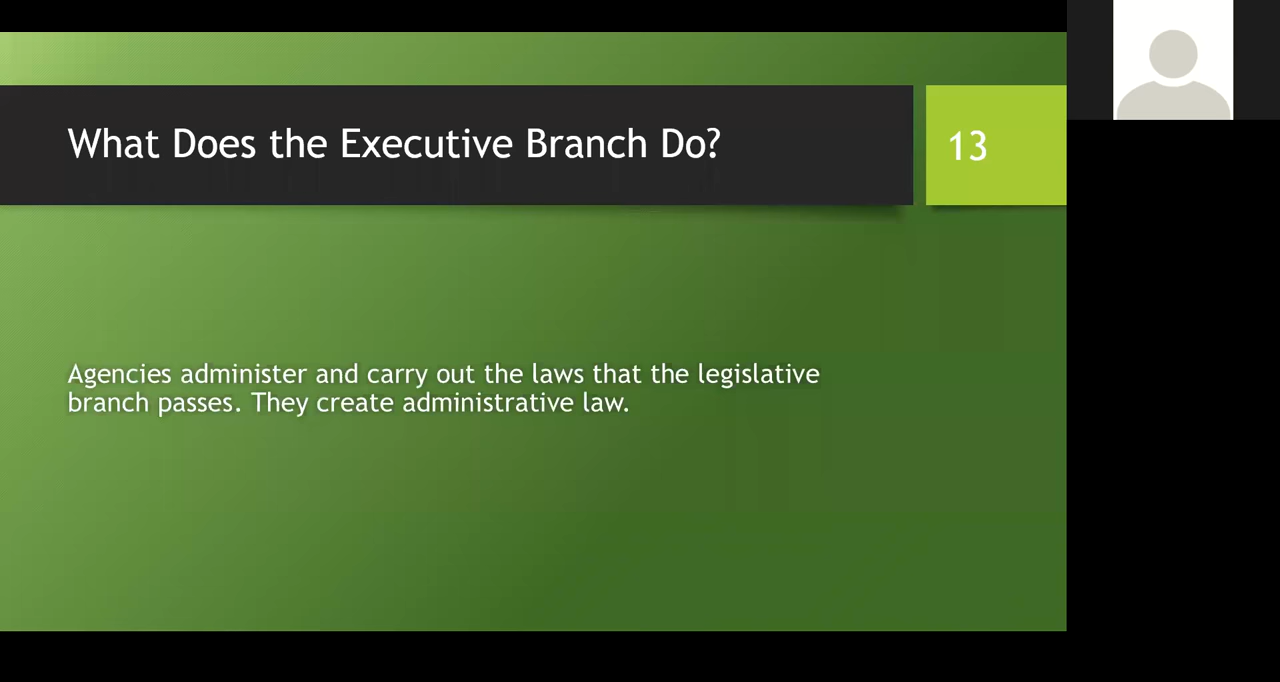 What Does the Executive Branch Do?
13
Agencies administer and carry out the laws that the legislative
branch passes. They create administrative law.